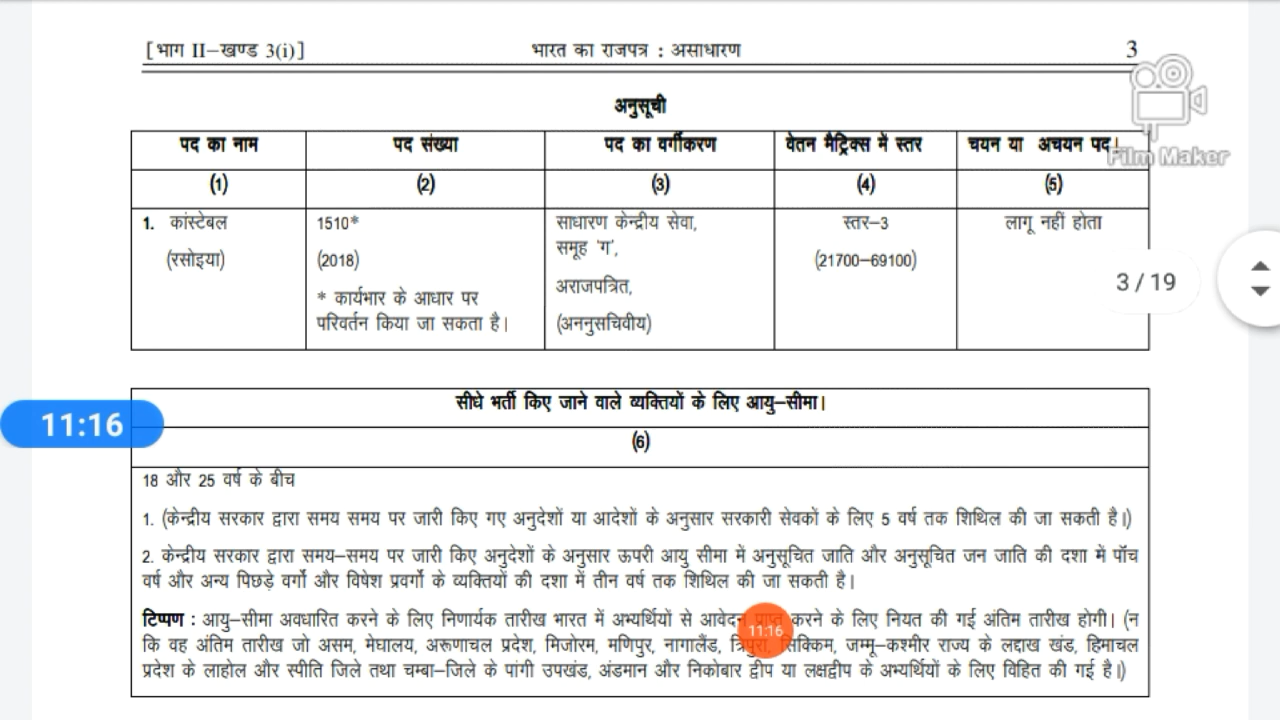 [भाग II–खण्ड 3(i)] भारत का राजपत्र : असाधारण 3
Film Maker
अनुसूची
पद का नाम पद संख्या पद का वर्गीकरण वेतन मैट्रिक्स में स्तर चयन या अचयन पद।
(1) (2) (3) (4) (5)
1. कांस्टेबल 1510* साधारण केन्द्रीय सेवा, स्तर–3 लागू नहीं होता
समूह 'ग',
(रसोइया) (2018) (21700–69100)
अराजपत्रित,
* कार्यभार के आधार पर
परिवर्तन किया जा सकता है। (अननुसचिवीय)
3 / 19
सीधे भर्ती किए जाने वाले व्यक्तियों के लिए आयु–सीमा।
11:16
(6)
18 और 25 वर्ष के बीच
1. (केन्द्रीय सरकार द्वारा समय समय पर जारी किए गए अनुदेशों या आदेशों के अनुसार सरकारी सेवकों के लिए 5 वर्ष तक शिथिल की जा सकती है।)
2. केन्द्रीय सरकार द्वारा समय–समय पर जारी किए अनुदेशों के अनुसार ऊपरी आयु सीमा में अनुसूचित जाति और अनुसूचित जन जाति की दशा में पॉच
वर्ष और अन्य पिछड़े वर्गो और विषेश प्रवर्गो के व्यक्तियों की दशा में तीन वर्ष तक शिथिल की जा सकती है।
टिप्पण : आयु–सीमा अवधारित करने के लिए निणार्यक तारीख भारत में अभ्यर्थियों से आवेदन प्राप्त करने के लिए नियत की गई अंतिम तारीख होगी। (न
11:16
कि वह अंतिम तारीख जो असम, मेघालय, अरूणाचल प्रदेश, मिजोरम, मणिपुर, नागालैंड, त्रिपुरा, सिक्किम, जम्मू–कश्मीर राज्य के लद्दाख खंड, हिमाचल
प्रदेश के लाहोल और स्पीति जिले तथा चम्बा–जिले के पांगी उपखंड, अंडमान और निकोबार द्वीप या लक्षद्वीप के अभ्यर्थियों के लिए विहित की गई है।)